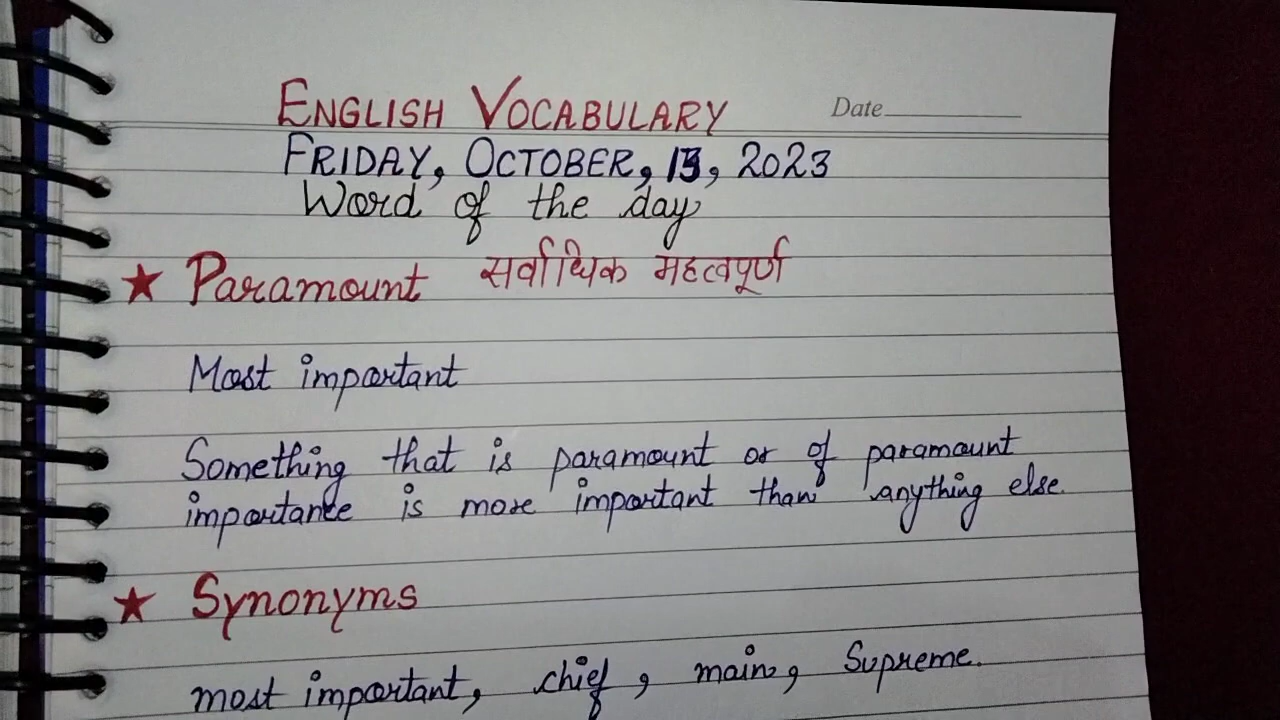 ENGLISH VOCABULARY Date
FRIDAY, OCTOBER, 13, 2023
Word of the day
★ Paramount सर्वाधिक महत्वपूर्ण
Most important
Something that is paramount or of paramount
importance is more important than anything else.
★ Synonyms
most important, chief, main, Supreme.